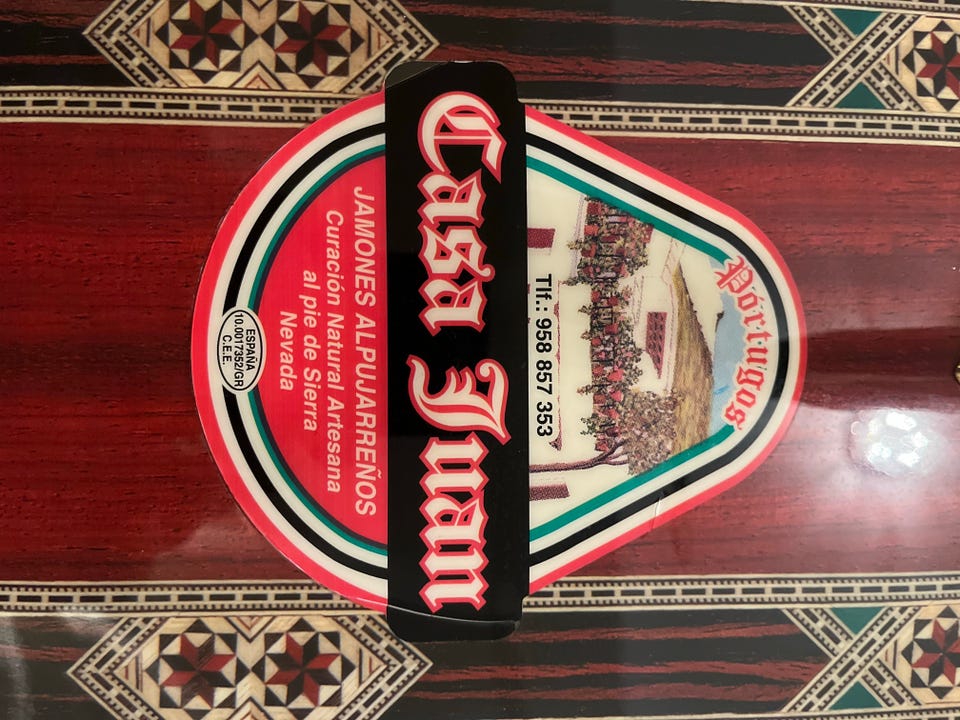 Pórtugos
Tlf.: 958 857 353
Casa Juan
JAMONES ALPUJARREÑOS
Curación Natural Artesana
al pie de Sierra
Nevada
ESPAÑA
10.0017352/GR
C.E.E.